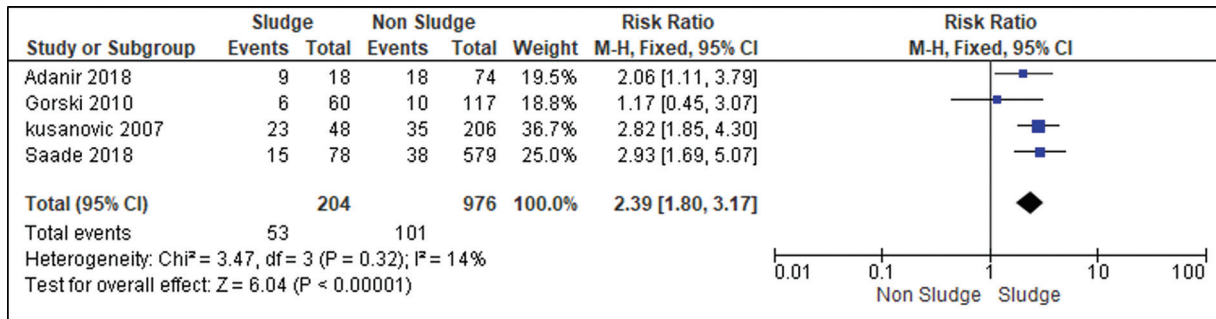 Sludge Non Sludge Risk Ratio Risk Ratio
Study or Subgroup Events Total Events Total Weight M-H, Fixed, 95% CI M-H, Fixed, 95% CI
Adanir 2018 9 18 18 74 19.5% 2.06 [1.11, 3.79]
Gorski 2010 6 60 10 117 18.8% 1.17 [0.45, 3.07]
kusanovic 2007 23 48 35 206 36.7% 2.82 [1.85, 4.30]
Saade 2018 15 78 38 579 25.0% 2.93 [1.69, 5.07]
Total (95% CI) 204 976 100.0% 2.39 [1.80, 3.17]
Total events 53 101
Heterogeneity: Chi² = 3.47, df = 3 (P = 0.32); I² = 14%
Test for overall effect: Z = 6.04 (P < 0.00001)
0.01 0.1 1 10 100
Non Sludge Sludge